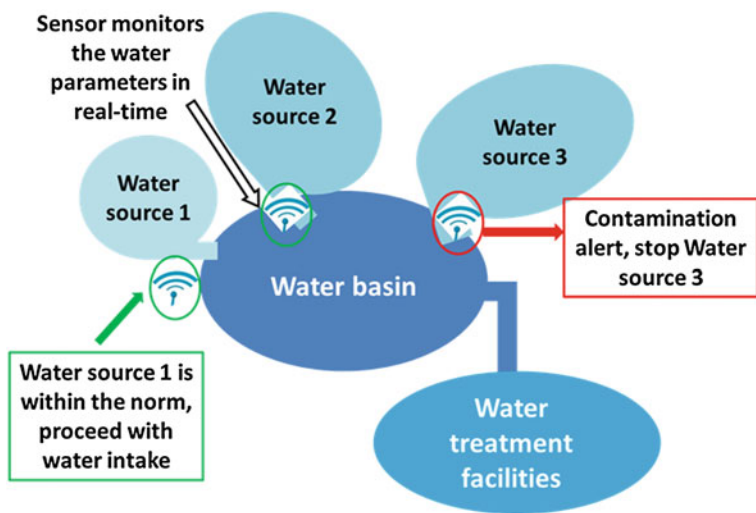 Sensor monitors
the water
parameters in
real-time
Water
source 2
Water
source 3
Water
source 1
Contamination
alert, stop Water
source 3
Water basin
Water source 1 is
within the norm,
proceed with
water intake
Water
treatment
facilities